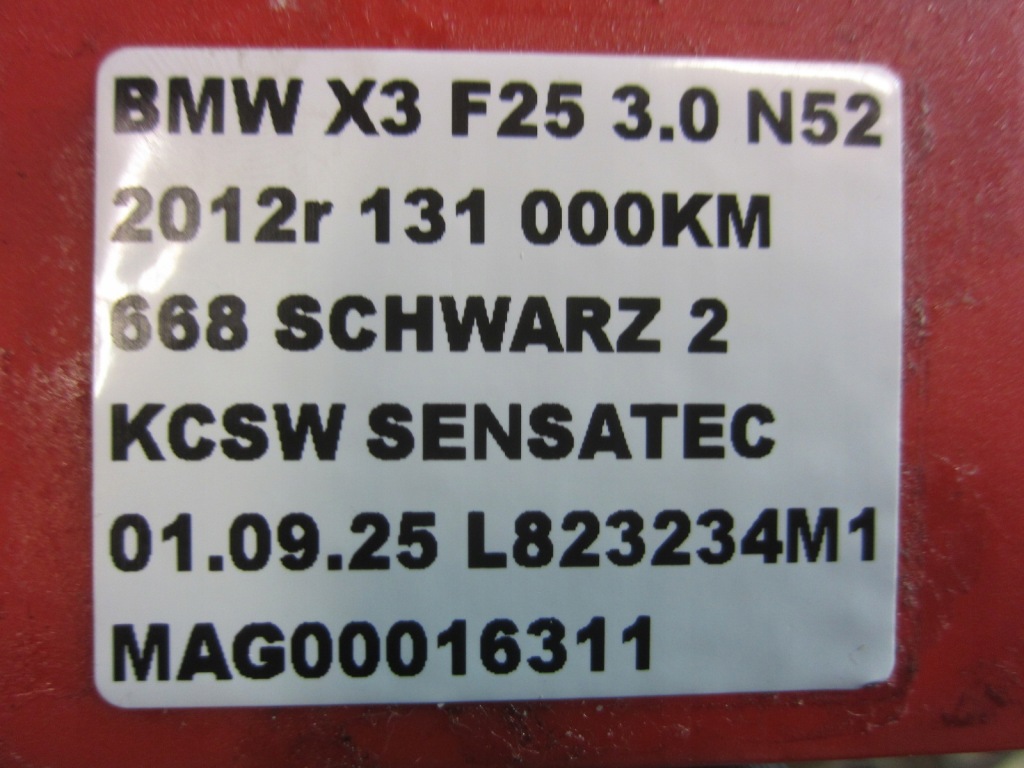 BMW X3 F25 3.0 N52
2012r 131 000KM
668 SCHWARZ 2
KCSW SENSATEC
01.09.25 L823234M1
MAG00016311